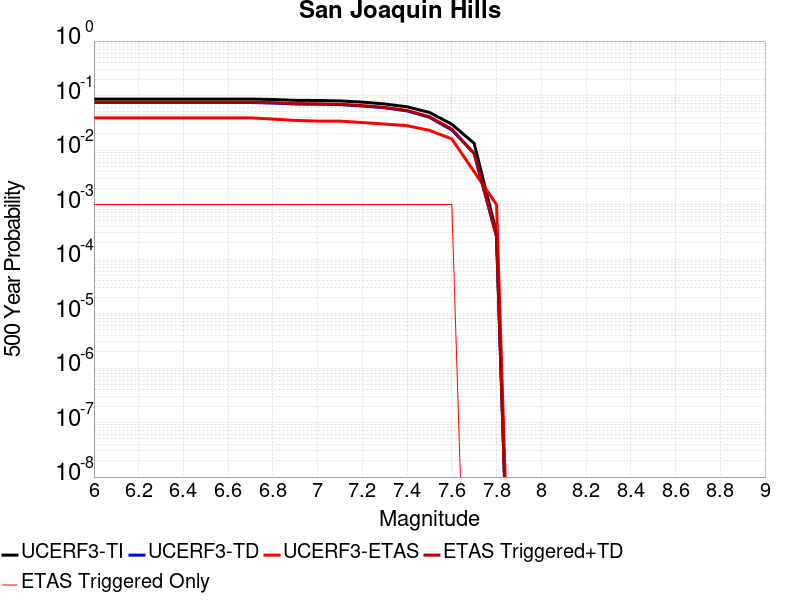 San Joaquin Hills
10^0
10^-1
10^-2
10^-3
10^-4
10^-5
10^-6
10^-7
10^-8
500 Year Probability
6 6.2 6.4 6.6 6.8 7 7.2 7.4 7.6 7.8 8 8.2 8.4 8.6 8.8 9
Magnitude
UCERF3-TI UCERF3-TD UCERF3-ETAS ETAS Triggered+TD
ETAS Triggered Only